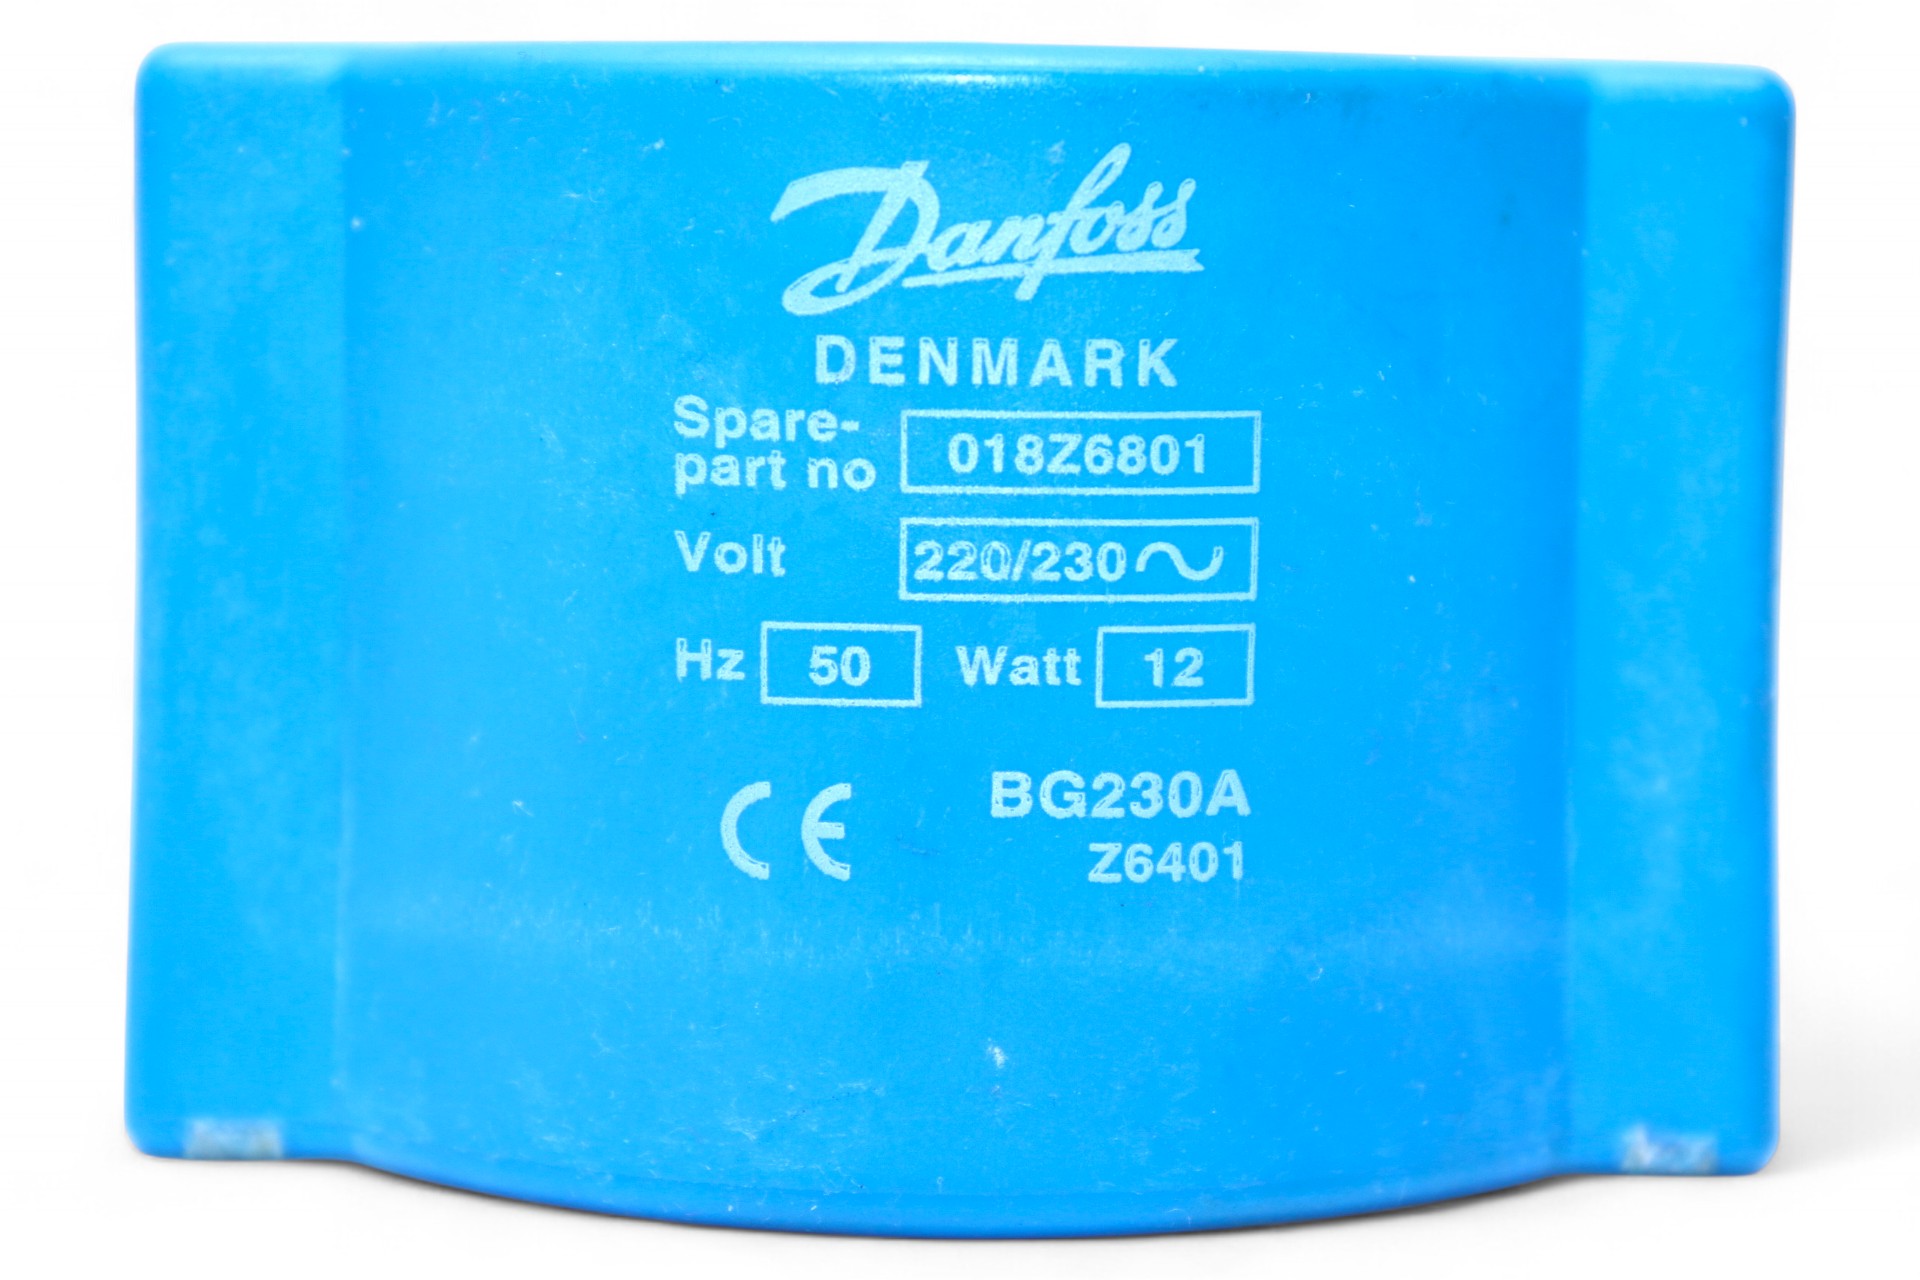 Danfoss
DENMARK
Spare-
part no 018Z6801
Volt 220/230~
Hz 50 Watt 12
CE BG230A
Z6401